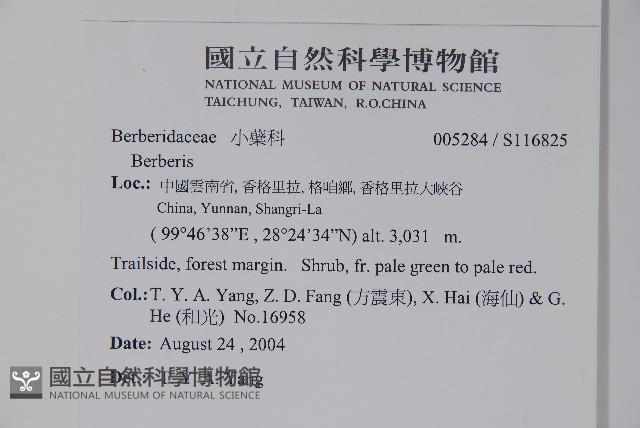 國立自然科學博物館
NATIONAL MUSEUM OF NATURAL SCIENCE
TAICHUNG, TAIWAN, R.O.CHINA
Berberidaceae 小蘗科 005284 / S116825
Berberis
Loc.: 中國雲南省, 香格里拉, 格咱鄉, 香格里拉大峽谷
China, Yunnan, Shangri-La
( 99°46'38”E , 28°24'34”N) alt. 3,031 m.
Trailside, forest margin. Shrub, fr. pale green to pale red.
Col.: T. Y. A. Yang, Z. D. Fang (方震東), X. Hai (海仙) & G.
He (和光) No.16958
Date: August 24 , 2004
Det.: T. Y. A. Yang
國立自然科學博物館
NATIONAL MUSEUM OF NATURAL SCIENCE